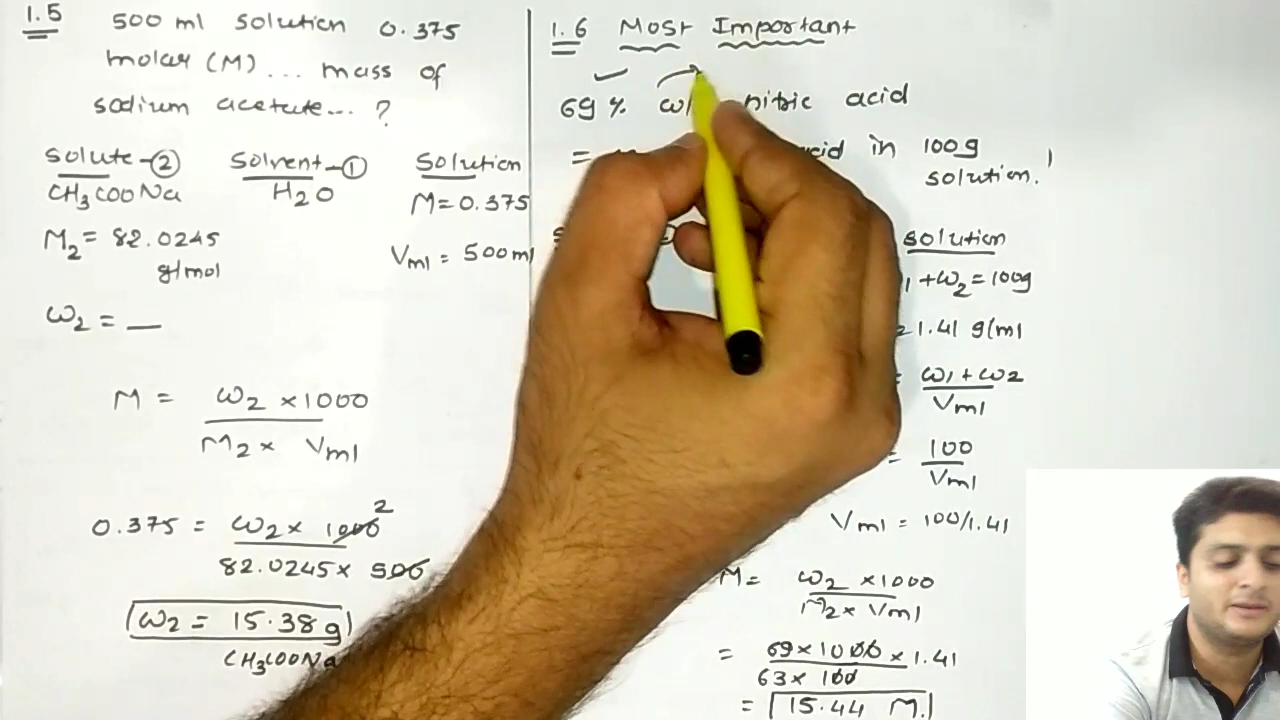 1.5 500 ml solution 0.375
molar (M)... mass of
sodium acetate... ?
Solute-② Solvent-① Solution
CH3COONa H2O M=0.375
M2 = 82.0245
g/mol
Vml = 500ml
ω2 = __
M = ω2 ×1000
M2× Vml
0.375 = ω2 × 1000 2
82.0245× 500
ω2 = 15.38g
CH3COONa
1.6 Most Important
69 % nitric acid
= in 100g
solution.
solution
+ω2=100g
1.41 g/ml
= ω1+ω2
Vml
= 100
Vml
Vml = 100/1.41
M= ω2 ×1000
M2× Vml
= 69×1000 × 1.41
63× 100
= 15.44 M.